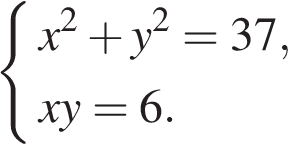 x² + y² = 37,
xy = 6.